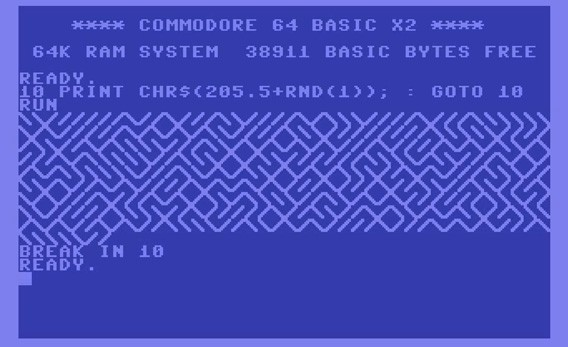 **** COMMODORE 64 BASIC X2 ****
64K RAM SYSTEM  38911 BASIC BYTES FREE
READY.
10 PRINT CHR$(205.5+RND(1)); : GOTO 10
RUN
BREAK IN 10
READY.